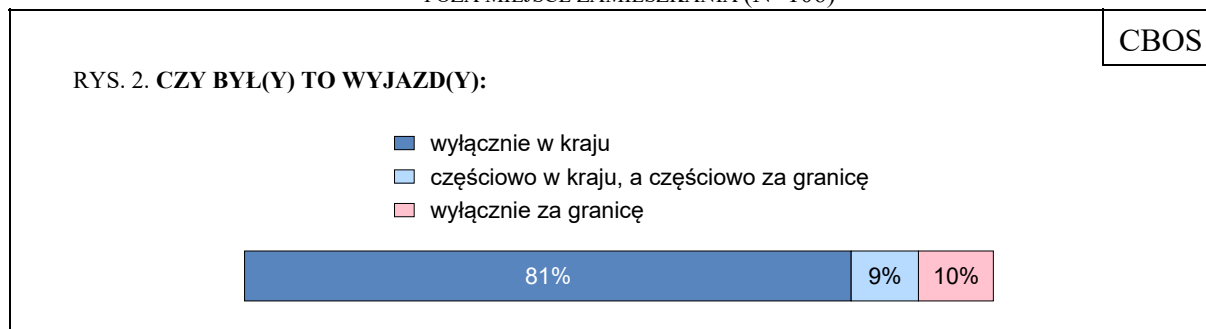 CBOS
RYS. 2. CZY BYŁ(Y) TO WYJAZD(Y):
wyłącznie w kraju
częściowo w kraju, a częściowo za granicę
wyłącznie za granicę
81% 9% 10%